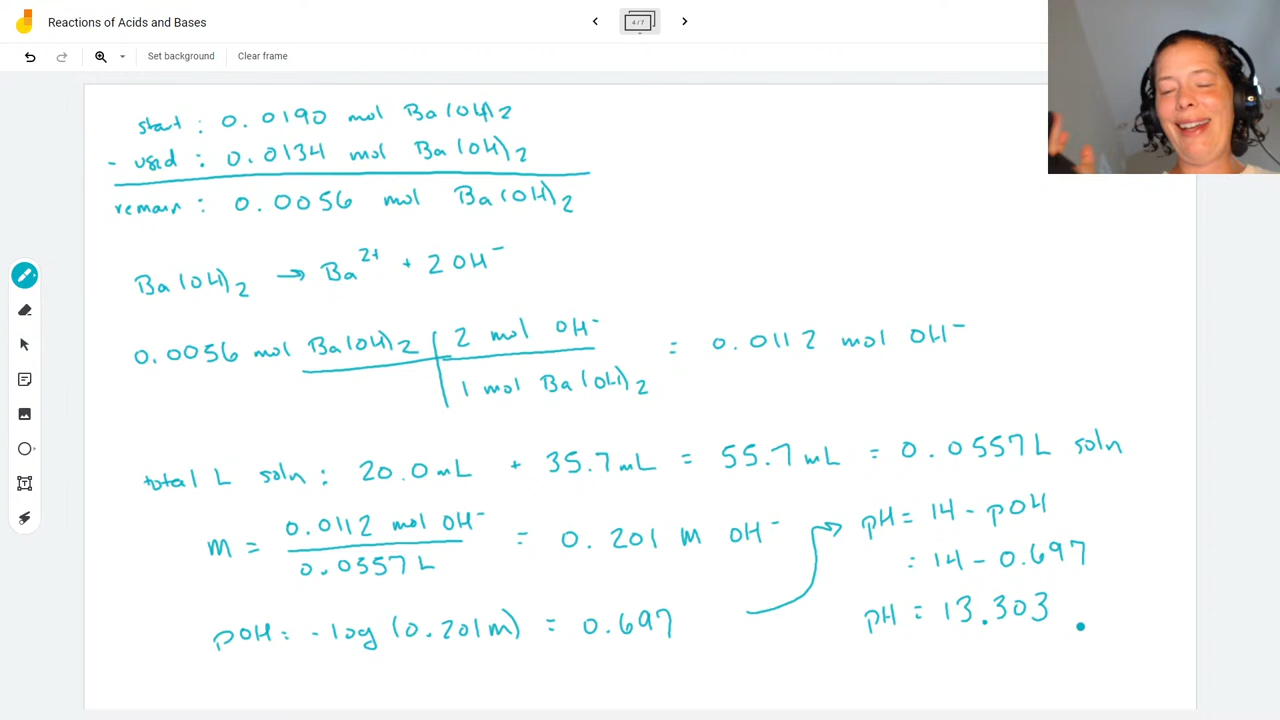 Reactions of Acids and Bases
4 / 7
Set background
Clear frame
start : 0.0190 mol Ba(OH)2
- used : 0.0134 mol Ba(OH)2
remain : 0.0056 mol Ba(OH)2
Ba(OH)2 → Ba2+ + 2 OH-
0.0056 mol Ba(OH)2 | 2 mol OH- = 0.0112 mol OH-
1 mol Ba(OH)2
total L soln : 20.0 mL + 35.7 mL = 55.7 mL = 0.0557 L soln
M = 0.0112 mol OH- = 0.201 M OH-
0.0557 L
pOH = -log (0.201 M) = 0.697
pH = 14 - pOH
= 14 - 0.697
pH = 13.303